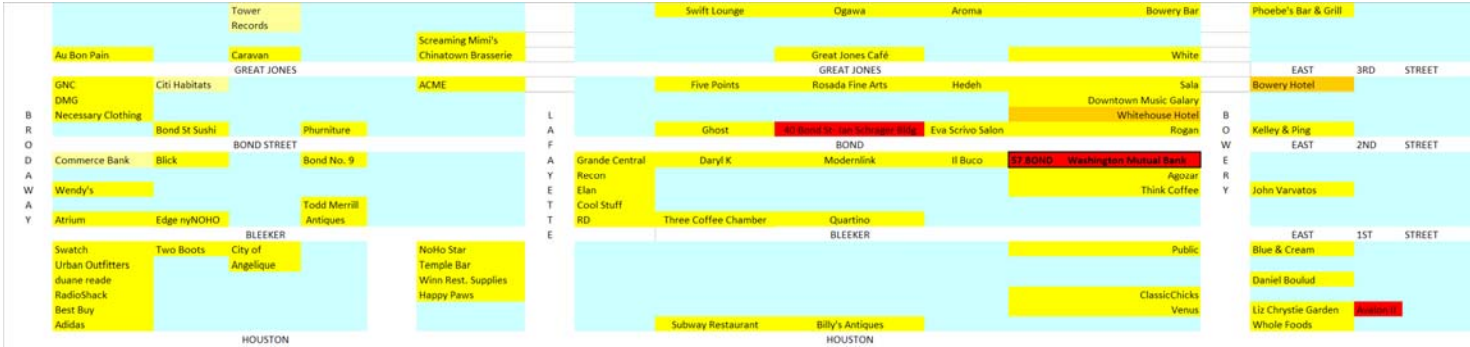 Tower Swift Lounge Ogawa Aroma Bowery Bar Phoebe's Bar & Grill
Records
Screaming Mimi's
Au Bon Pain Caravan Chinatown Brasserie Great Jones Café White
GREAT JONES GREAT JONES EAST 3RD STREET
GNC Citi Habitats ACME Five Points Rosada Fine Arts Hedeh Sala Bowery Hotel
DMG Downtown Music Galary
B Necessary Clothing L Whitehouse Hotel B
R Bond St Sushi Phurniture A Ghost 40 Bond St- Ian Schrager Bldg Eva Scrivo Salon Rogan O Kelley & Ping
O BOND STREET F BOND W EAST 2ND STREET
D Commerce Bank Blick Bond No. 9 A Grande Central Daryl K Modernlink Il Buco 57 BOND Washington Mutual Bank E
A Y Recon Agozar R
W Wendy's E Elan Think Coffee Y John Varvatos
A Todd Merrill T Cool Stuff
Y Atrium Edge nyNOHO Antiques T RD Three Coffee Chamber Quartino
BLEEKER E BLEEKER EAST 1ST STREET
Swatch Two Boots City of NoHo Star Public Blue & Cream
Urban Outfitters Angelique Temple Bar
duane reade Winn Rest. Supplies Daniel Boulud
RadioShack Happy Paws ClassicChicks
Best Buy Venus Liz Chrystie Garden Avalon II
Adidas Subway Restaurant Billy's Antiques Whole Foods
HOUSTON HOUSTON